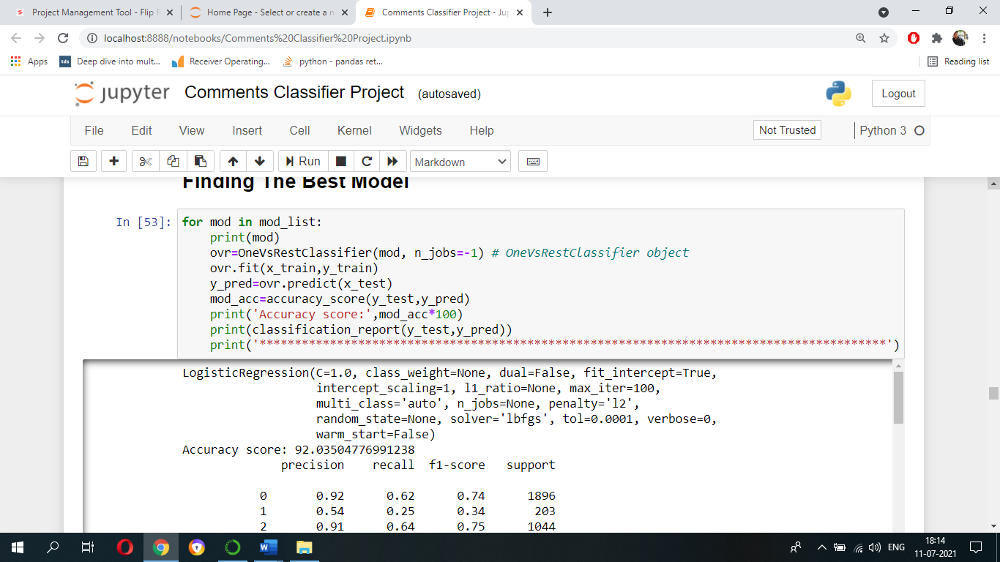 Project Management Tool - Flip R
Home Page - Select or create a n
Comments Classifier Project - Jup
localhost:8888/notebooks/Comments%20Classifier%20Project.ipynb
Apps
tds
Deep dive into mult...
Receiver Operating...
python - pandas ret...
Reading list
jupyter
Comments Classifier Project (autosaved)
Logout
File Edit View Insert Cell Kernel Widgets Help
Not Trusted
Python 3
Run
Markdown
Finding The Best Model
In [53]:
for mod in mod_list:
    print(mod)
    ovr=OneVsRestClassifier(mod, n_jobs=-1) # OneVsRestClassifier object
    ovr.fit(x_train,y_train)
    y_pred=ovr.predict(x_test)
    mod_acc=accuracy_score(y_test,y_pred)
    print('Accuracy score:',mod_acc*100)
    print(classification_report(y_test,y_pred))
    print('*****************************************************************************************')
LogisticRegression(C=1.0, class_weight=None, dual=False, fit_intercept=True,
                   intercept_scaling=1, l1_ratio=None, max_iter=100,
                   multi_class='auto', n_jobs=None, penalty='l2',
                   random_state=None, solver='lbfgs', tol=0.0001, verbose=0,
                   warm_start=False)
Accuracy score: 92.03504776991238
              precision    recall  f1-score   support
           0       0.92      0.62      0.74      1896
           1       0.54      0.25      0.34       203
           2       0.91      0.64      0.75      1044
ENG
18:14
11-07-2021